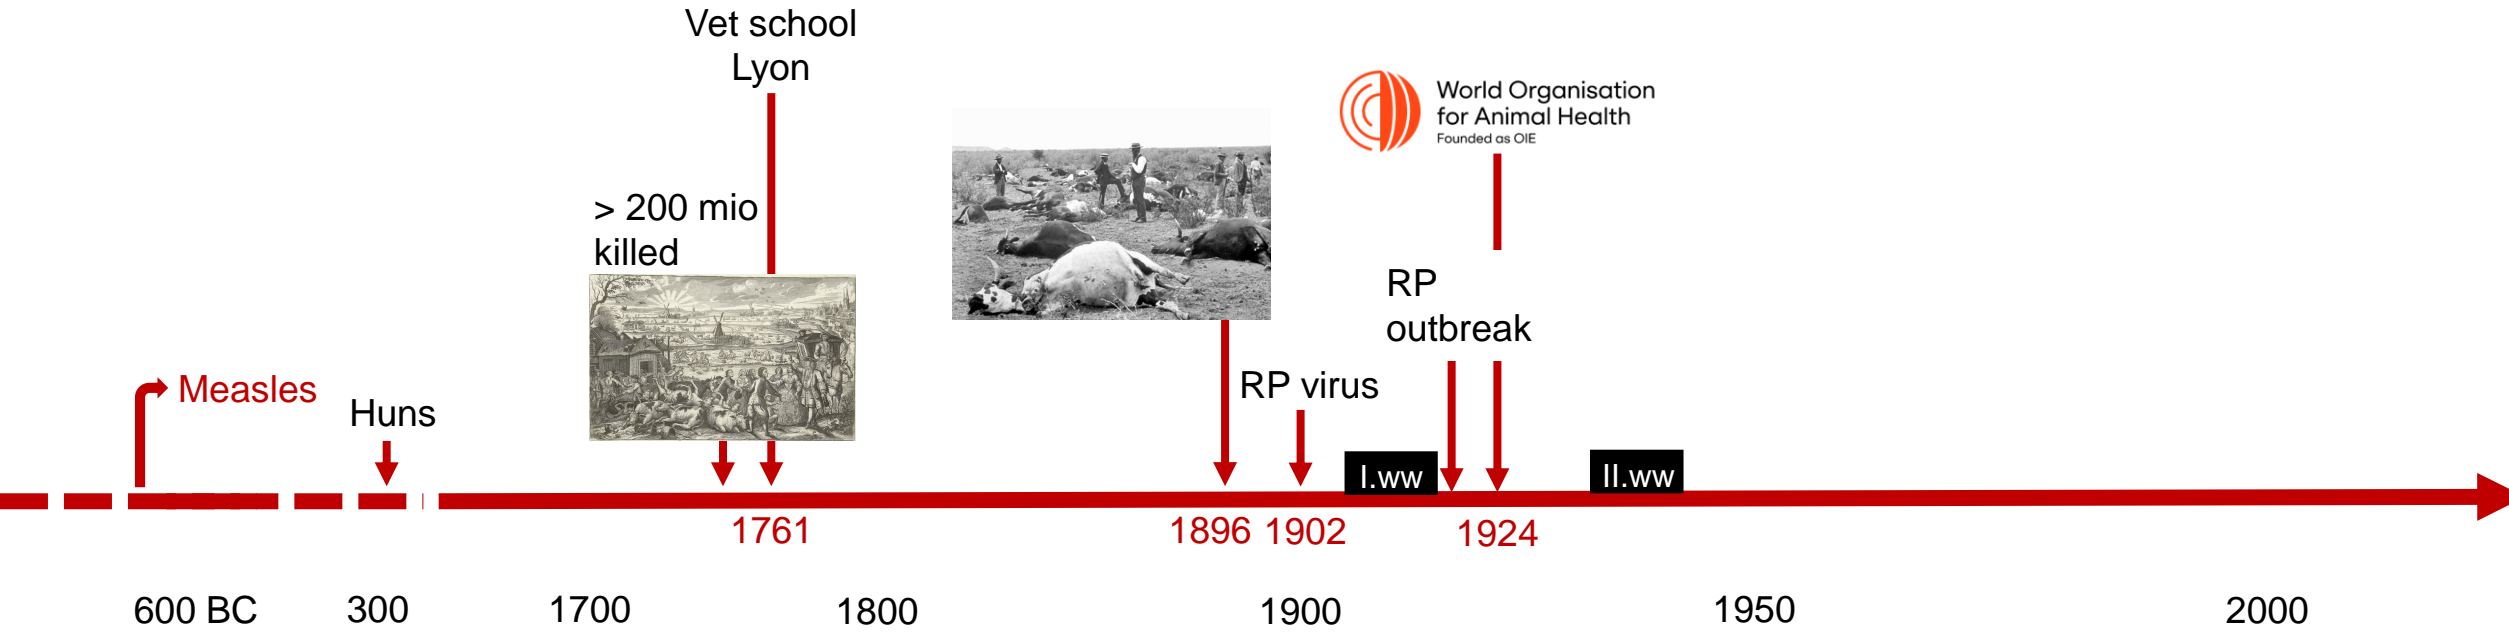 Vet school
Lyon
World Organisation
for Animal Health
Founded as OIE
> 200 mio
killed
RP
outbreak
Measles
Huns
RP virus
I.ww
II.ww
1761
1896
1902
1924
600 BC
300
1700
1800
1900
1950
2000